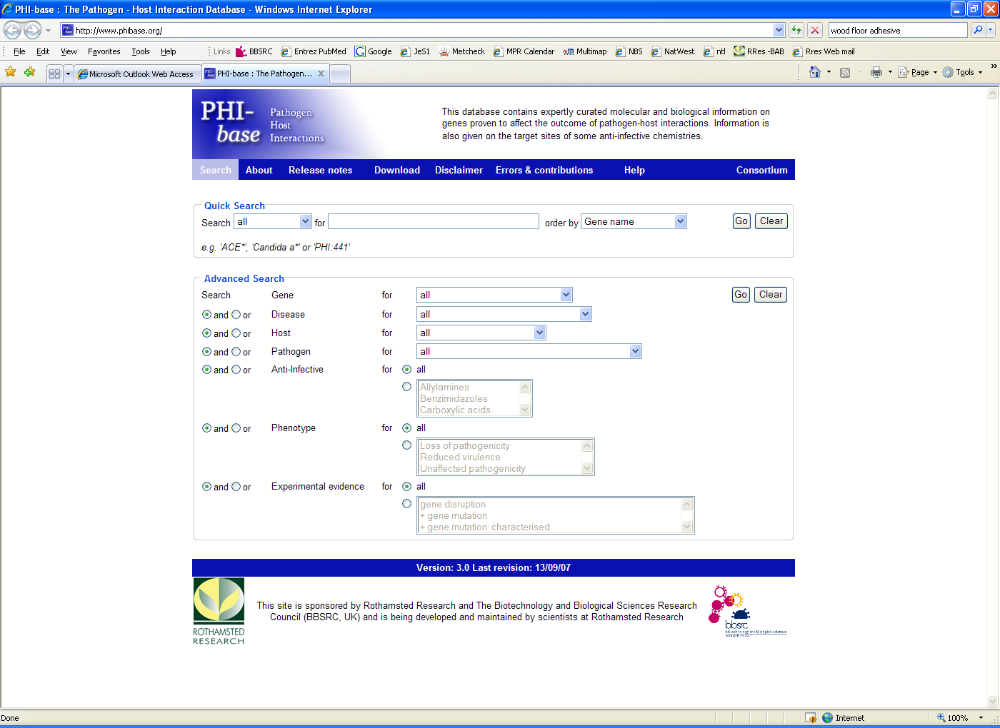 PHI-base : The Pathogen - Host Interaction Database - Windows Internet Explorer
http://www.phibase.org/
wood floor adhesive
File Edit View Favorites Tools Help
Links BBSRC Entrez PubMed Google JeS1 Metcheck MPR Calendar Multimap NBS NatWest ntl RRes -BAB Rres Web mail
Microsoft Outlook Web Access
PHI-base : The Pathogen...
Page Tools
PHI-base
Pathogen
Host
Interactions
This database contains expertly curated molecular and biological information on
genes proven to affect the outcome of pathogen-host interactions. Information is
also given on the target sites of some anti-infective chemistries.
Search About Release notes Download Disclaimer Errors & contributions Help Consortium
Quick Search
Search all for order by Gene name Go Clear
e.g. 'ACE*', 'Candida a*' or 'PHI:441'
Advanced Search
Search Gene for all Go Clear
and or Disease for all
and or Host for all
and or Pathogen for all
and or Anti-Infective for all
Allylamines
Benzimidazoles
Carboxylic acids
and or Phenotype for all
Loss of pathogenicity
Reduced virulence
Unaffected pathogenicity
and or Experimental evidence for all
gene disruption
+ gene mutation
+ gene mutation: characterised
Version: 3.0 Last revision: 13/09/07
ROTHAMSTED
RESEARCH
This site is sponsored by Rothamsted Research and The Biotechnology and Biological Sciences Research
Council (BBSRC, UK) and is being developed and maintained by scientists at Rothamsted Research
bbsrc
biotechnology and biological sciences
research council
Done
Internet
100%